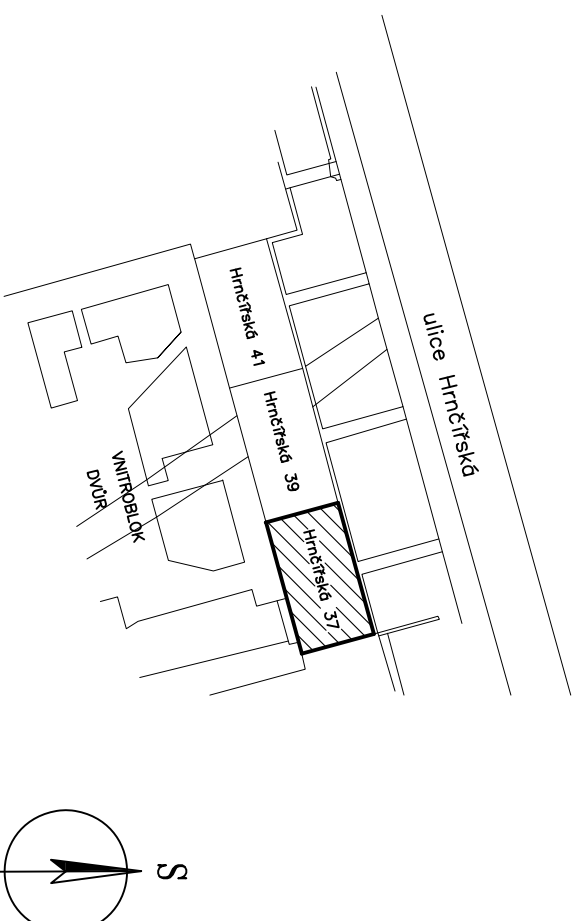 ulice Hrnčířská
Hrnčířská 41
Hrnčířská 39
Hrnčířská 37
VNITROBLOK
DVŮR
S